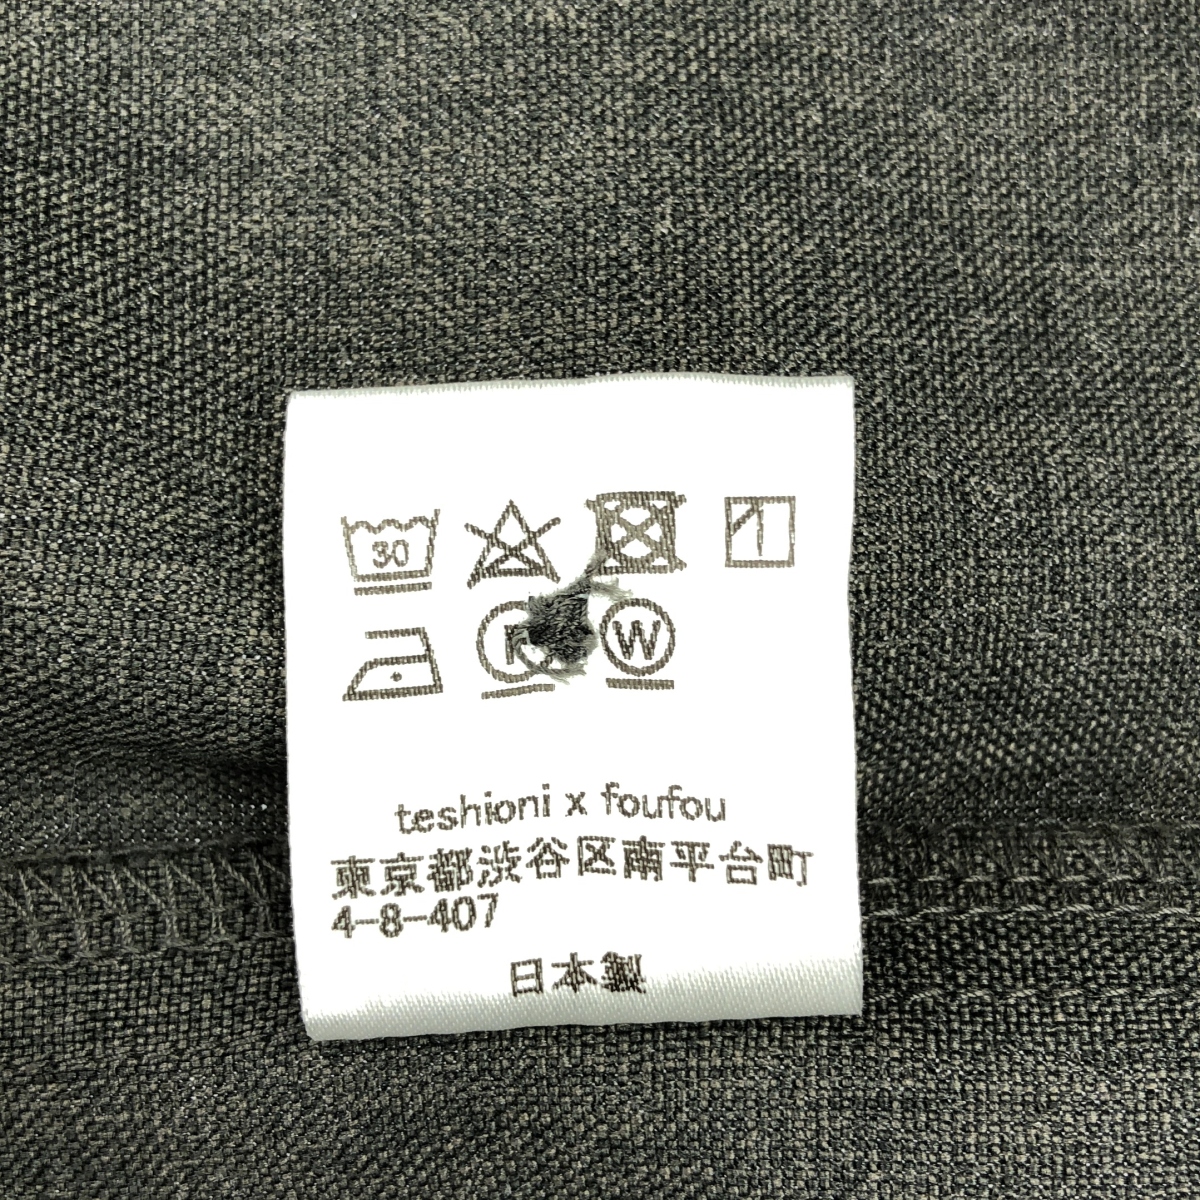 30
W
teshioni x foufou
東京都渋谷区南平台町
4-8-407
日本製